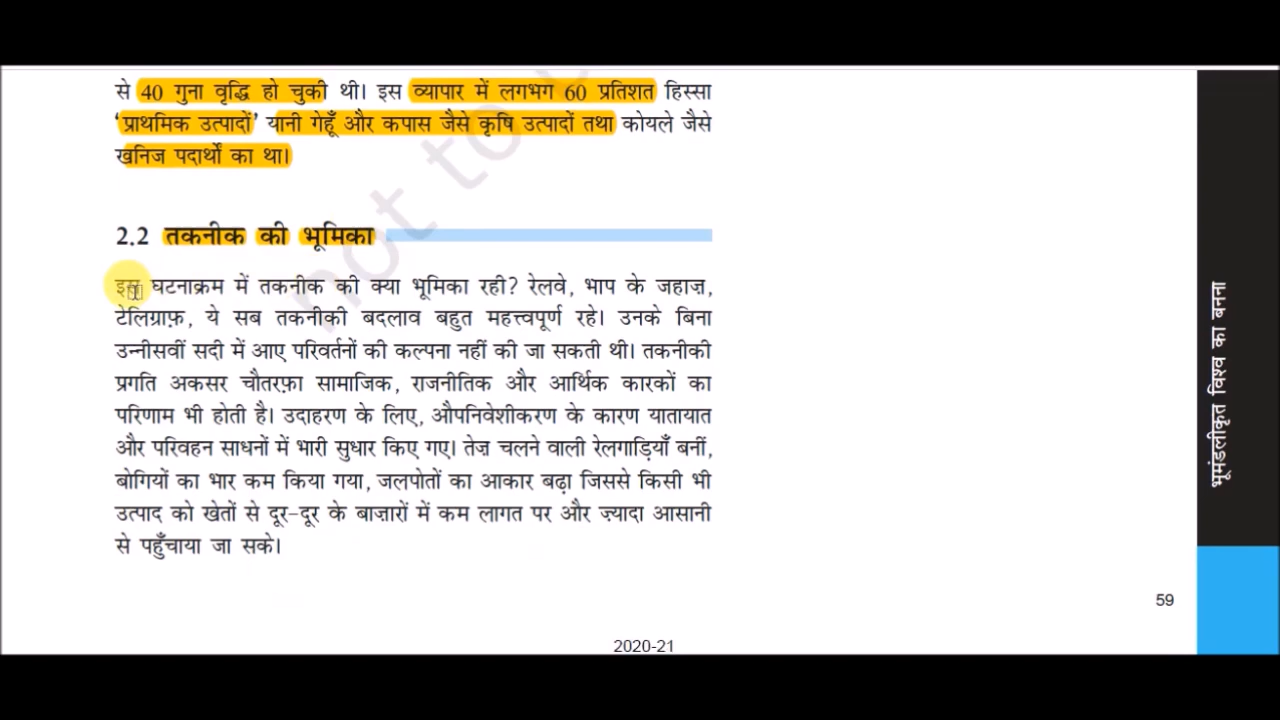 से 40 गुना वृद्धि हो चुकी थी। इस व्यापार में लगभग 60 प्रतिशत हिस्सा
‘प्राथमिक उत्पादों’ यानी गेहूँ और कपास जैसे कृषि उत्पादों तथा कोयले जैसे
खनिज पदार्थों का था।
2.2 तकनीक की भूमिका
इस घटनाक्रम में तकनीक की क्या भूमिका रही? रेलवे, भाप के जहाज़,
टेलिग्राफ़, ये सब तकनीकी बदलाव बहुत महत्त्वपूर्ण रहे। उनके बिना
उन्नीसवीं सदी में आए परिवर्तनों की कल्पना नहीं की जा सकती थी। तकनीकी
प्रगति अकसर चौतरफ़ा सामाजिक, राजनीतिक और आर्थिक कारकों का
परिणाम भी होती है। उदाहरण के लिए, औपनिवेशीकरण के कारण यातायात
और परिवहन साधनों में भारी सुधार किए गए। तेज़ चलने वाली रेलगाड़ियाँ बनीं,
बोगियों का भार कम किया गया, जलपोतों का आकार बढ़ा जिससे किसी भी
उत्पाद को खेतों से दूर-दूर के बाज़ारों में कम लागत पर और ज़्यादा आसानी
से पहुँचाया जा सके।
भूमंडलीकृत विश्व का बनना
59
2020-21
not to